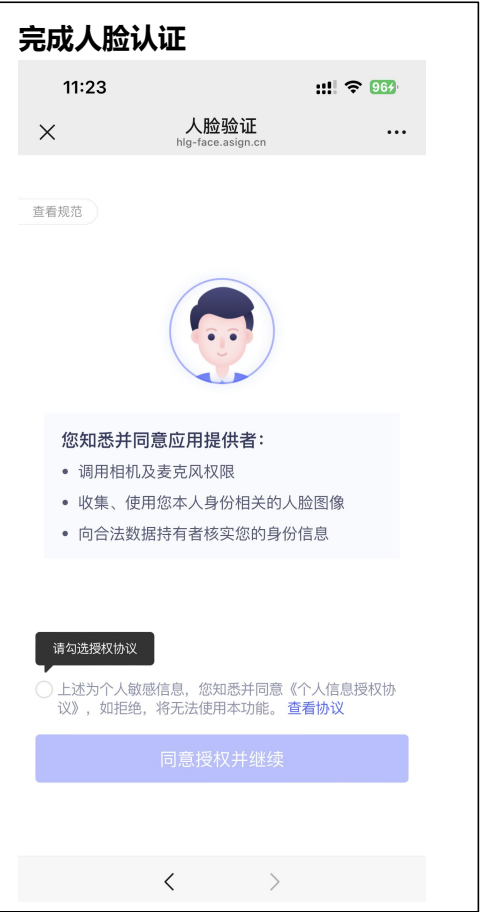 完成人脸认证
11:23
96
人脸验证
hlg-face.asign.cn
查看规范
您知悉并同意应用提供者：
• 调用相机及麦克风权限
• 收集、使用您本人身份相关的人脸图像
• 向合法数据持有者核实您的身份信息
请勾选授权协议
上述为个人敏感信息，您知悉并同意《个人信息授权协
议》，如拒绝，将无法使用本功能。 查看协议
同意授权并继续